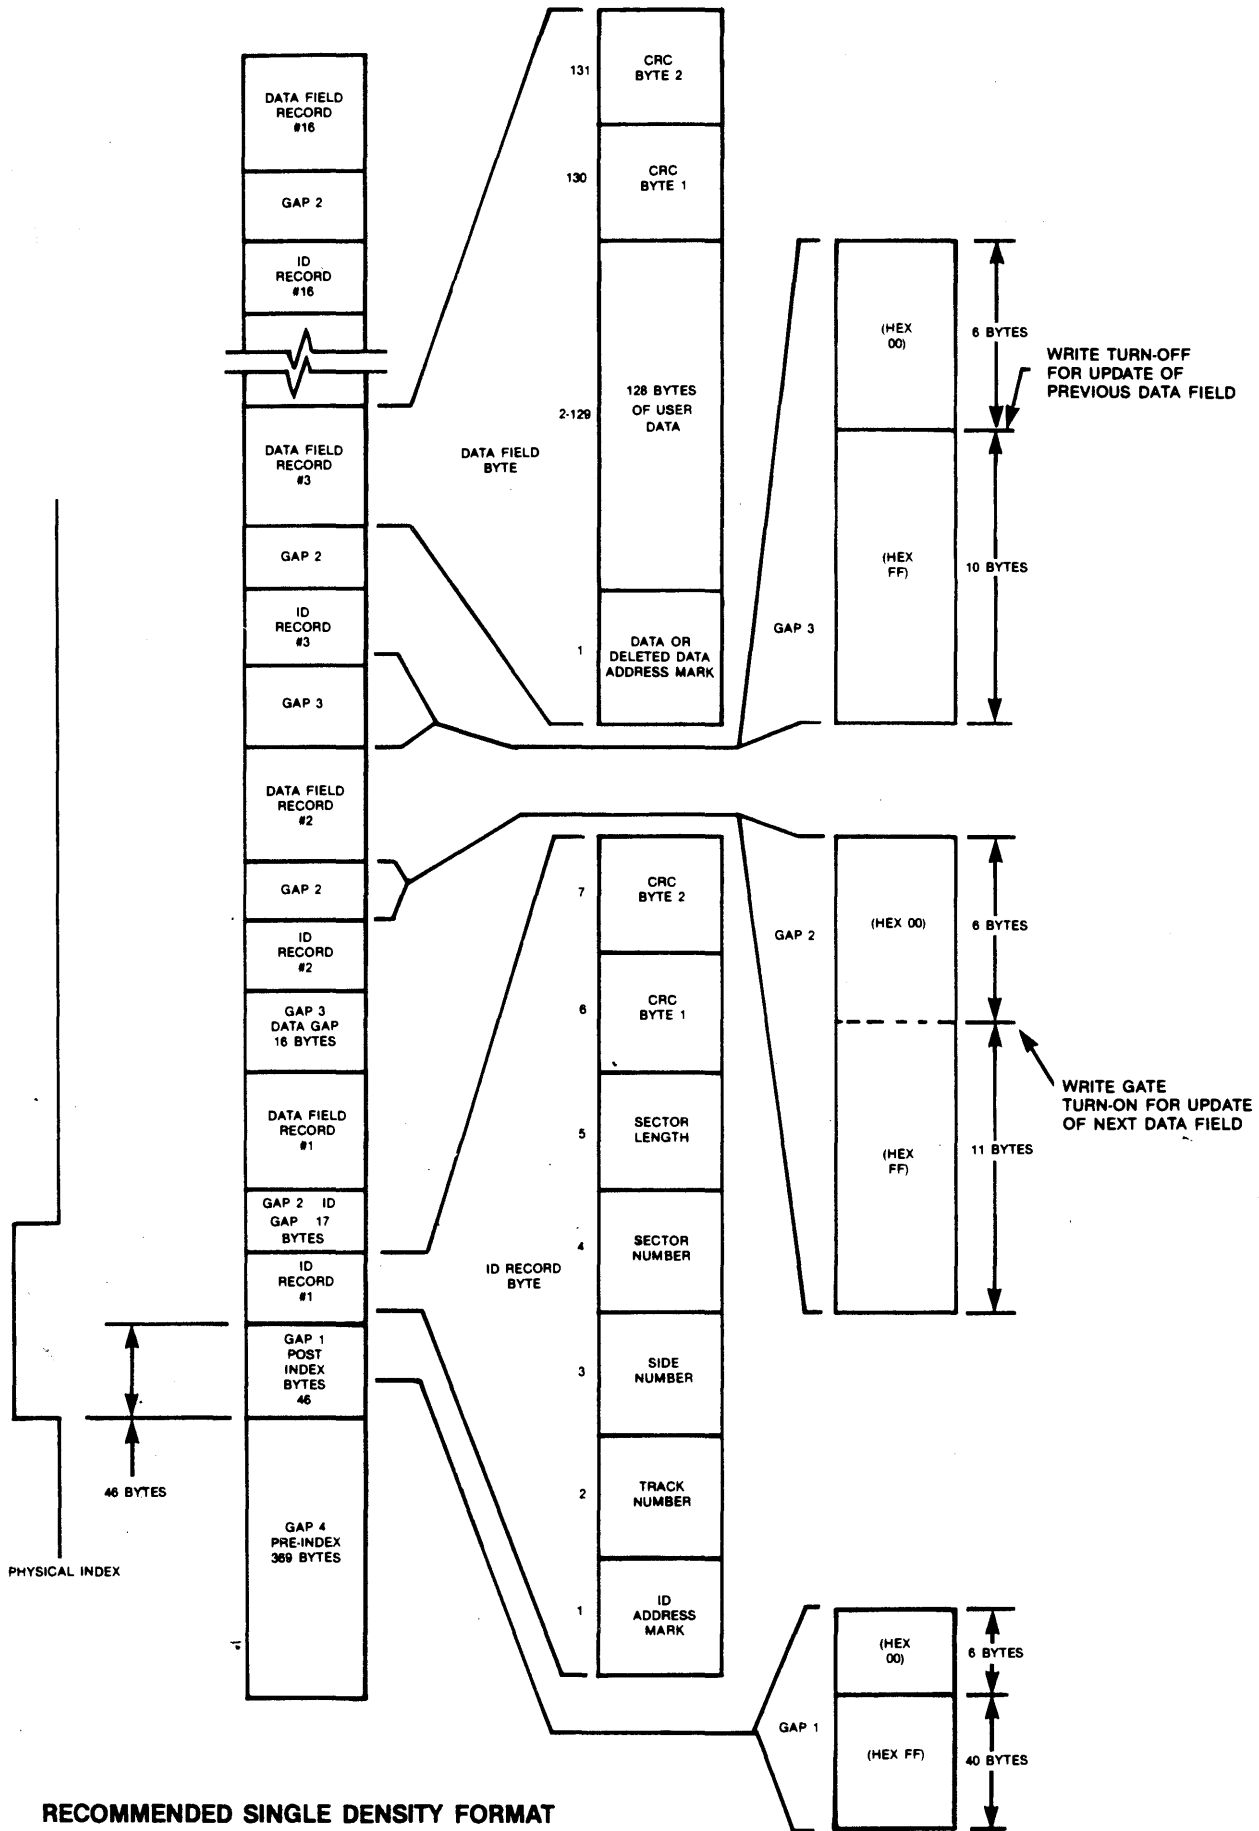 DATA FIELD
RECORD
#16
GAP 2
ID
RECORD
#16
DATA FIELD
RECORD
#3
GAP 2
ID
RECORD
#3
GAP 3
DATA FIELD
RECORD
#2
GAP 2
ID
RECORD
#2
GAP 3
DATA GAP
16 BYTES
DATA FIELD
RECORD
#1
GAP 2 ID
GAP 17
BYTES
ID
RECORD
#1
GAP 1
POST
INDEX
BYTES
46
GAP 4
PRE-INDEX
369 BYTES
46 BYTES
PHYSICAL INDEX
DATA FIELD
BYTE
131
CRC
BYTE 2
130
CRC
BYTE 1
2-129
128 BYTES
OF USER
DATA
1
DATA OR
DELETED DATA
ADDRESS MARK
GAP 3
(HEX
00)
6 BYTES
WRITE TURN-OFF
FOR UPDATE OF
PREVIOUS DATA FIELD
(HEX
FF)
10 BYTES
ID RECORD
BYTE
7
CRC
BYTE 2
6
CRC
BYTE 1
5
SECTOR
LENGTH
4
SECTOR
NUMBER
3
SIDE
NUMBER
2
TRACK
NUMBER
1
ID
ADDRESS
MARK
GAP 2
(HEX 00)
6 BYTES
WRITE GATE
TURN-ON FOR UPDATE
OF NEXT DATA FIELD
(HEX
FF)
11 BYTES
GAP 1
(HEX
00)
6 BYTES
(HEX FF)
40 BYTES
RECOMMENDED SINGLE DENSITY FORMAT